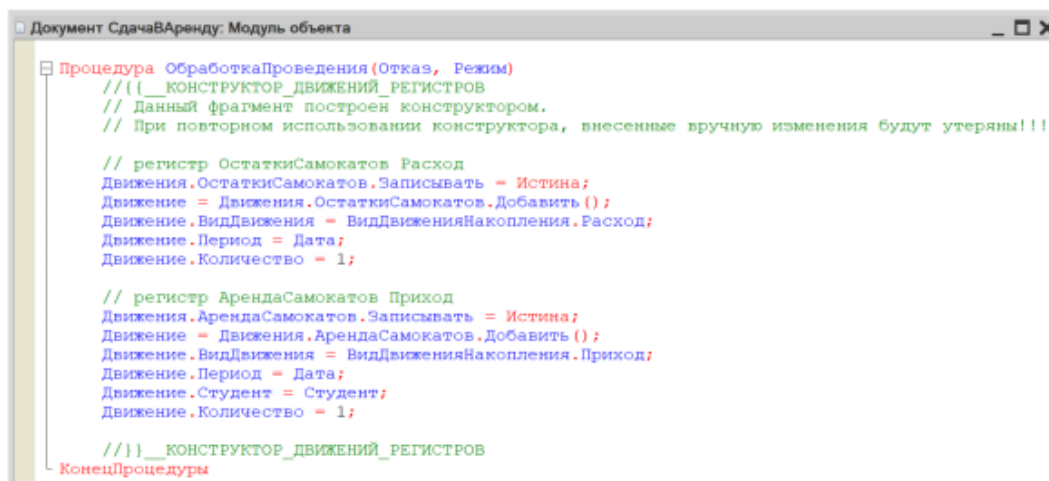 Документ СдачаВАренду: Модуль объекта
Процедура ОбработкаПроведения(Отказ, Режим)
//{{__КОНСТРУКТОР_ДВИЖЕНИЙ_РЕГИСТРОВ
// Данный фрагмент построен конструктором.
// При повторном использовании конструктора, внесенные вручную изменения будут утеряны!!!
// регистр ОстаткиСамокатов Расход
Движения.ОстаткиСамокатов.Записывать = Истина;
Движение = Движения.ОстаткиСамокатов.Добавить();
Движение.ВидДвижения = ВидДвиженияНакопления.Расход;
Движение.Период = Дата;
Движение.Количество = 1;
// регистр АрендаСамокатов Приход
Движения.АрендаСамокатов.Записывать = Истина;
Движение = Движения.АрендаСамокатов.Добавить();
Движение.ВидДвижения = ВидДвиженияНакопления.Приход;
Движение.Период = Дата;
Движение.Студент = Студент;
Движение.Количество = 1;
//}}__КОНСТРУКТОР_ДВИЖЕНИЙ_РЕГИСТРОВ
КонецПроцедуры